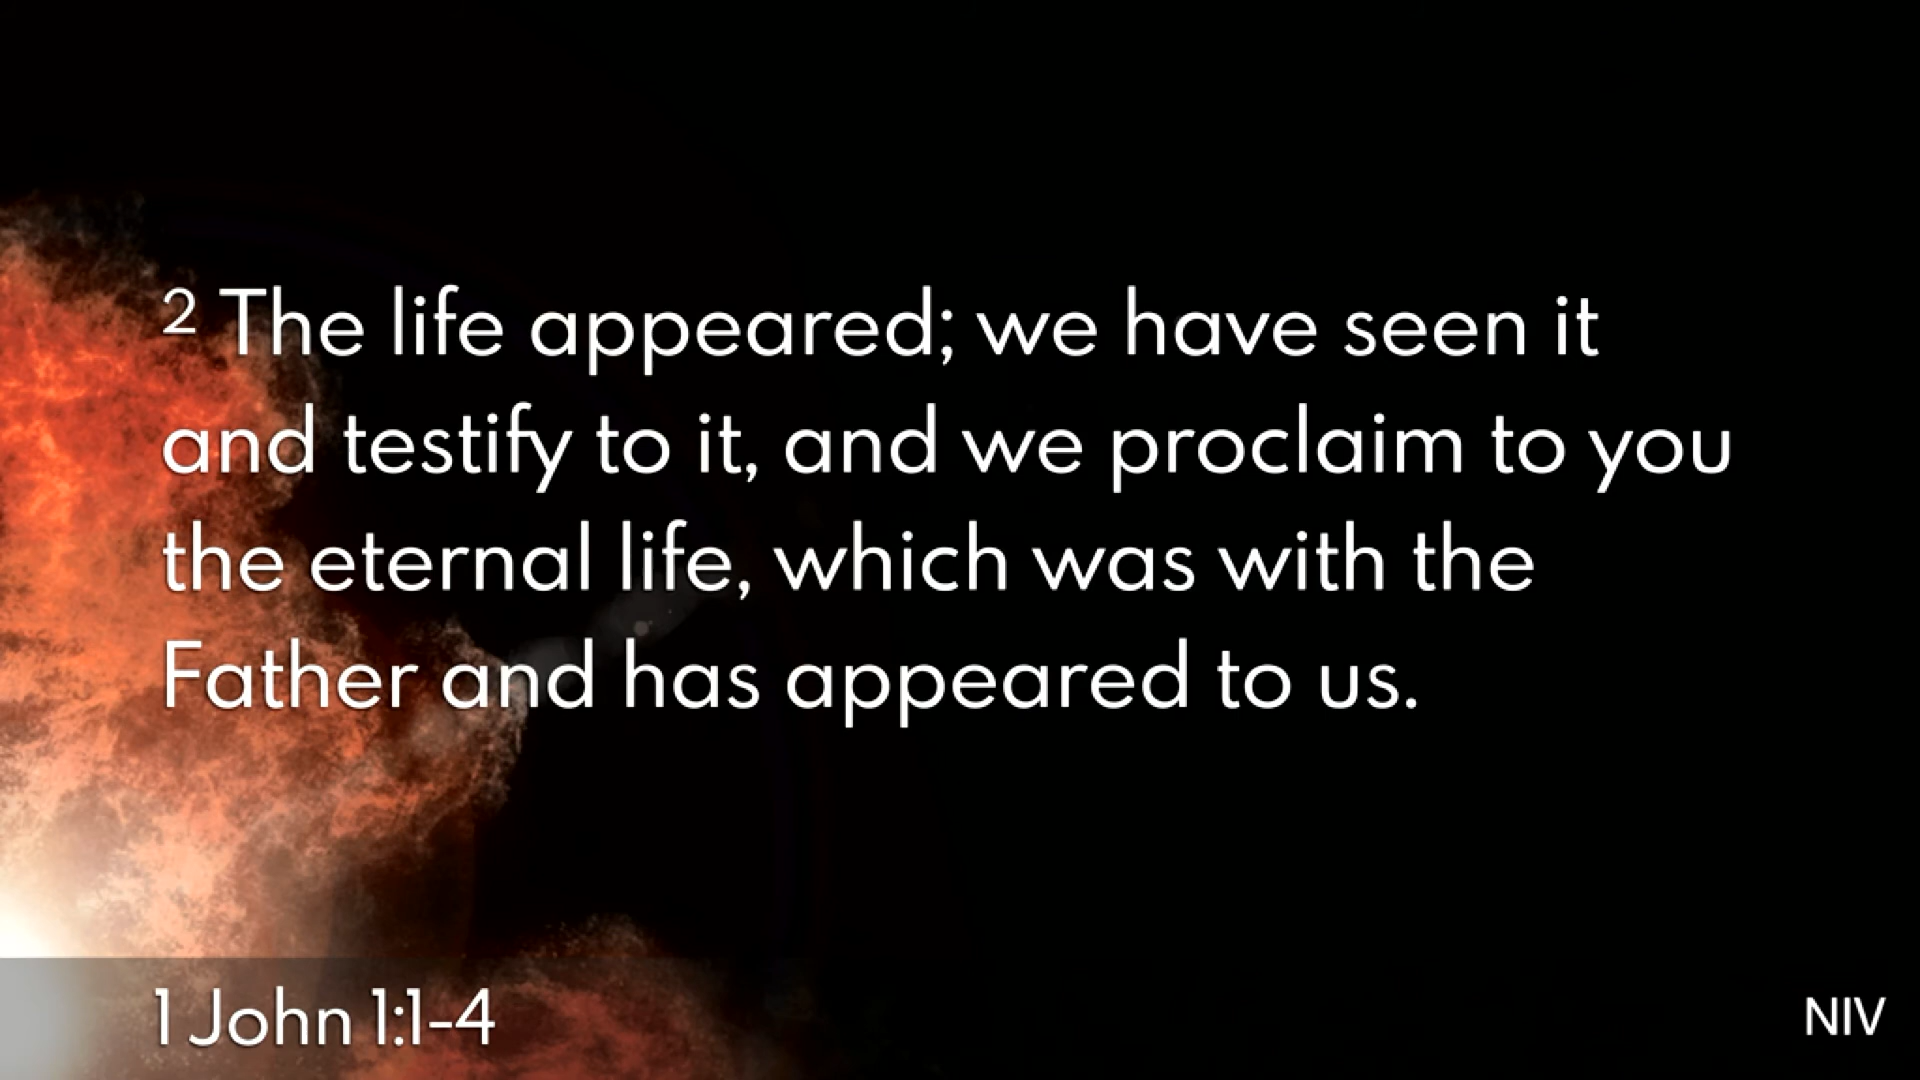 ² The life appeared; we have seen it
and testify to it, and we proclaim to you
the eternal life, which was with the
Father and has appeared to us.
1 John 1:1-4
NIV